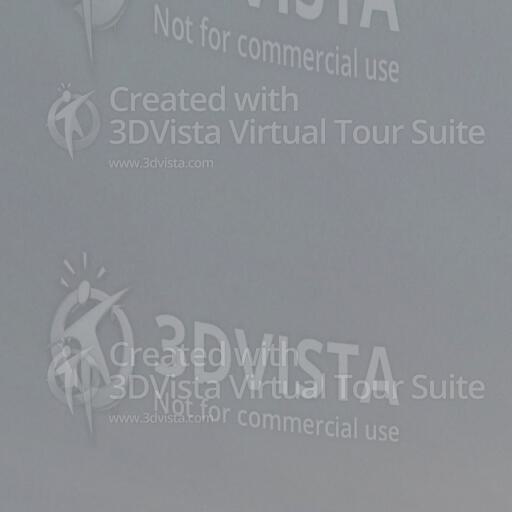 VISTA
Not for commercial use
Created with
3DVista Virtual Tour Suite
www.3dvista.com
3DVISTA
Created with
3DVista Virtual Tour Suite
Not for commercial use
www.3dvista.com